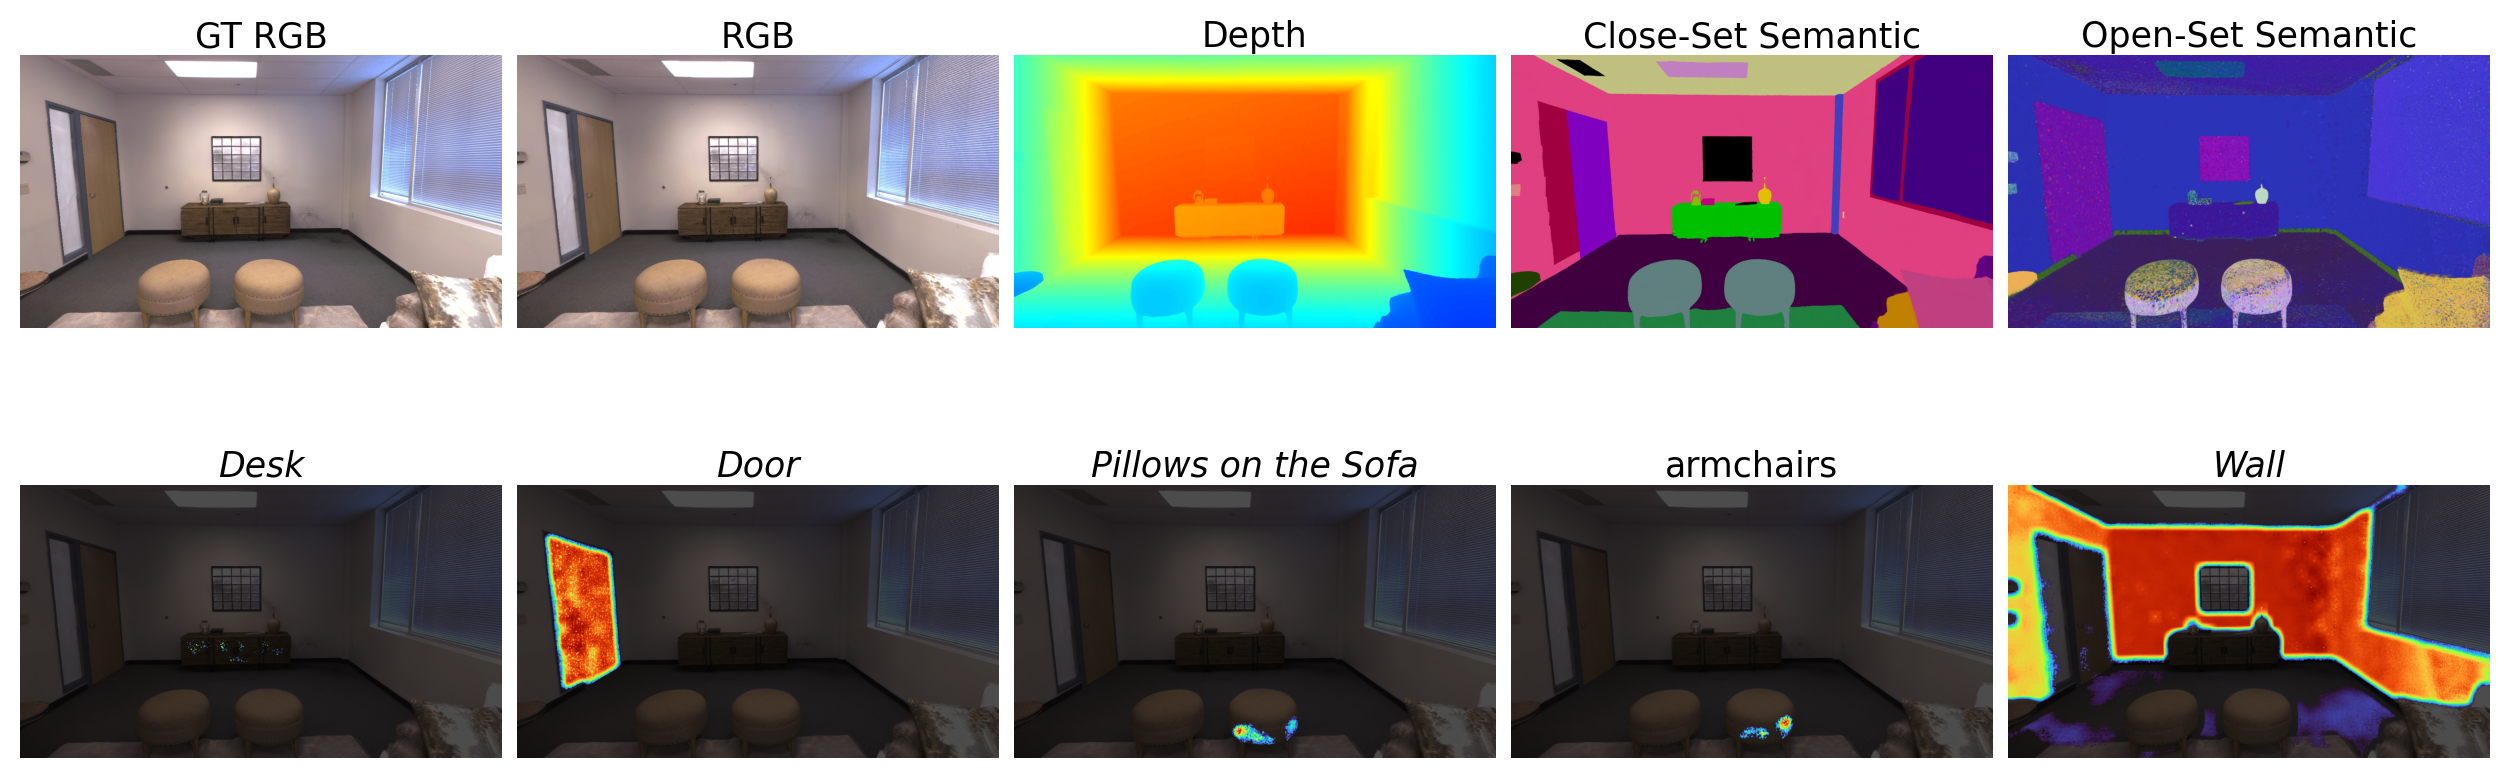 GT RGB
RGB
Depth
Close-Set Semantic
Open-Set Semantic
Desk
Door
Pillows on the Sofa
armchairs
Wall